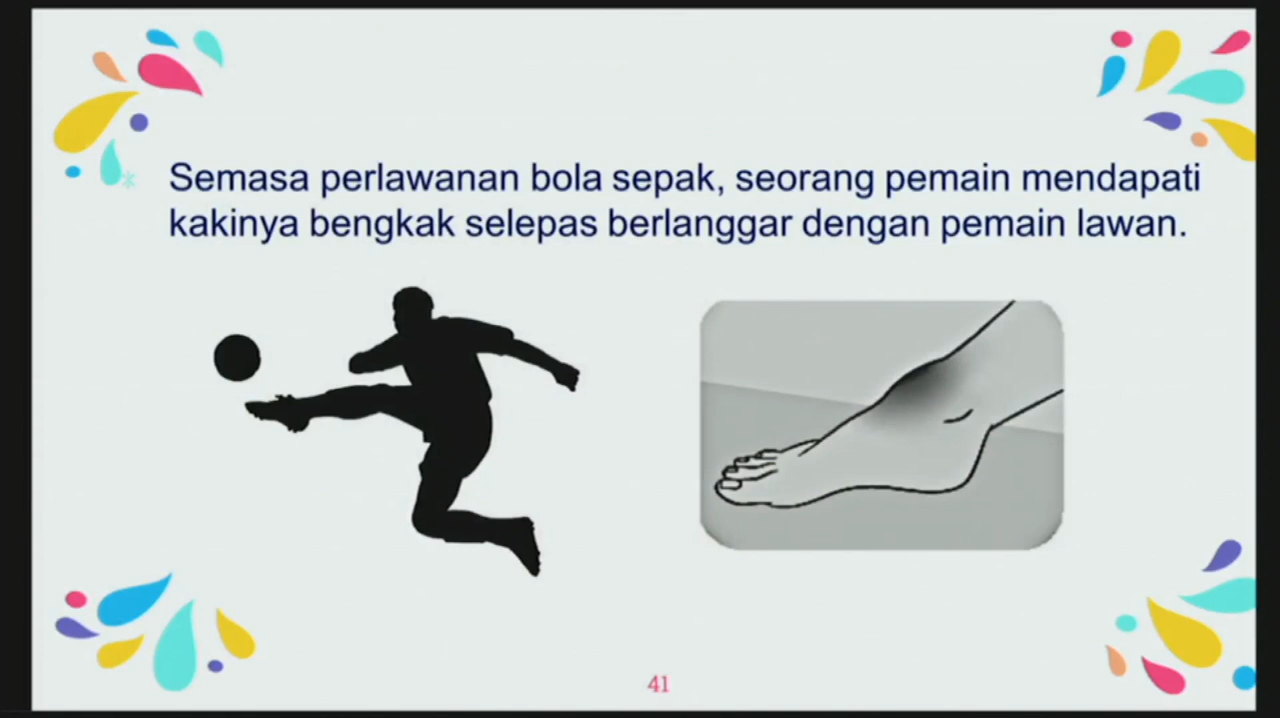 Semasa perlawanan bola sepak, seorang pemain mendapati
kakinya bengkak selepas berlanggar dengan pemain lawan.
41